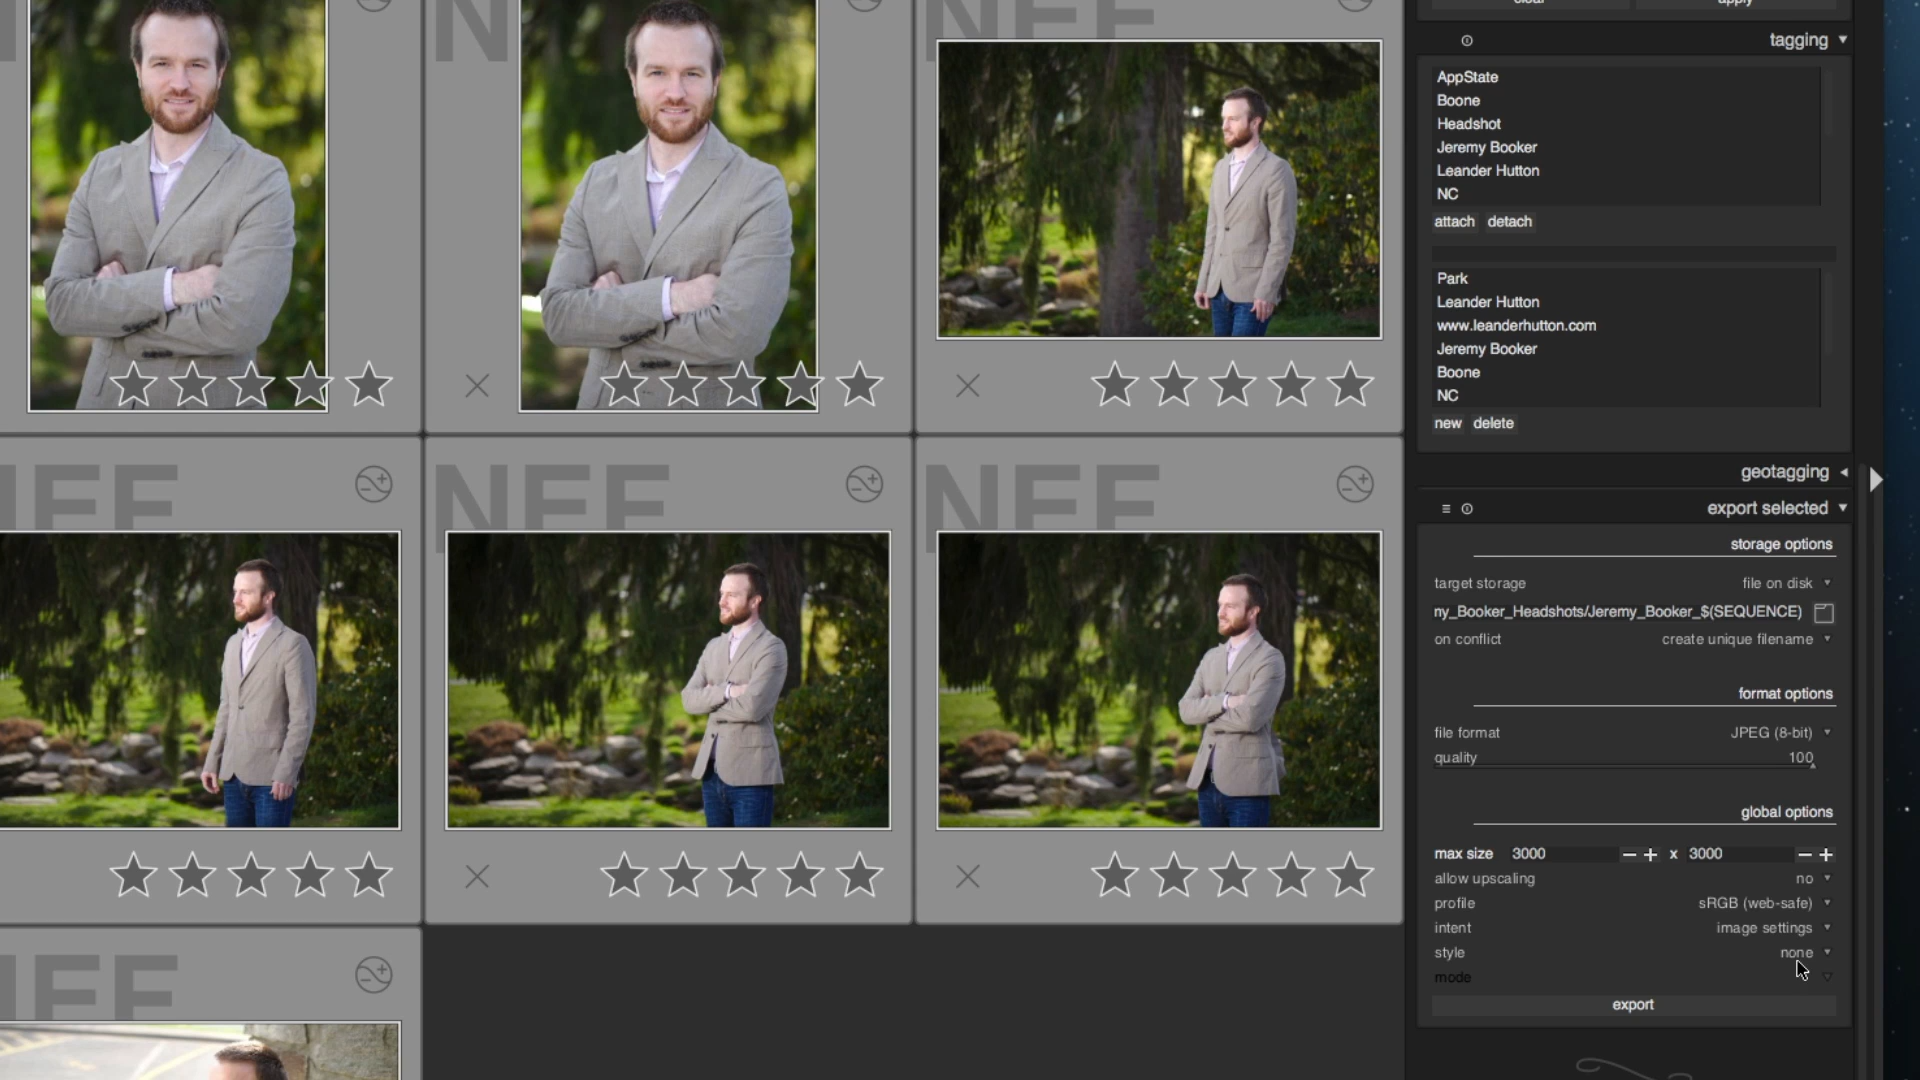 clear apply
tagging
AppState
Boone
Headshot
Jeremy Booker
Leander Hutton
NC
attach detach
Park
Leander Hutton
www.leanderhutton.com
Jeremy Booker
Boone
NC
new delete
geotagging
export selected
storage options
target storage file on disk
ny_Booker_Headshots/Jeremy_Booker_$(SEQUENCE)
on conflict create unique filename
format options
file format JPEG (8-bit)
quality 100
global options
max size 3000 x 3000
allow upscaling no
profile sRGB (web-safe)
intent image settings
style none
mode
export
NEF
NEF